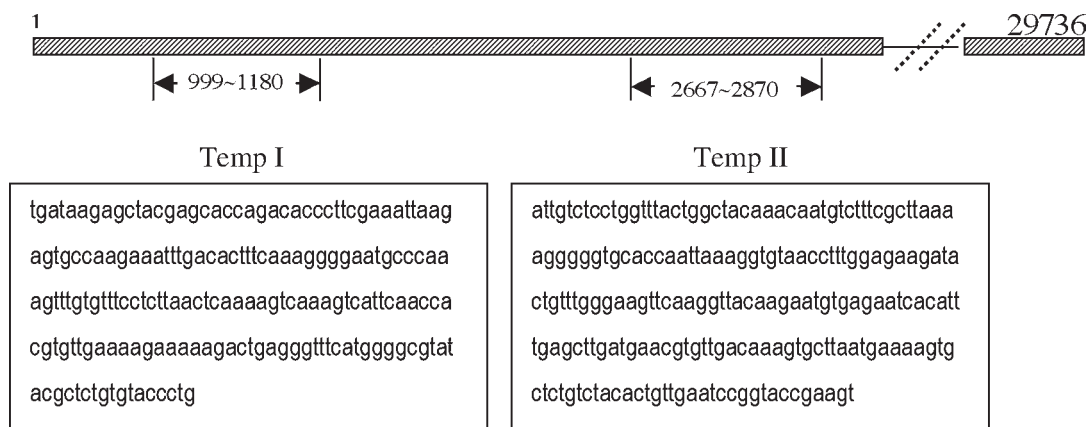 1
29736
999~1180
2667~2870
Temp I
Temp II
tgataagagctacgagcaccagacacccttcgaaattaag
agtgccaagaaatttgacactttcaaaggggaatgcccaa
agtttgtgtttcctcttaactcaaaagtcaaagtcattcaacca
cgtgttgaaaagaaaaagactgagggtttcatggggcgtat
acgctctgtgtaccctg
attgtctcctggtttactggctacaaacaatgtctttcgcttaaa
agggggtgcaccaattaaaggtgtaacctttggagaagata
ctgtttgggaagttcaaggttacaagaatgtgagaatcacatt
tgagcttgatgaacgtgttgacaaagtgcttaatgaaaagtg
ctctgtctacactgttgaatccggtaccgaagt